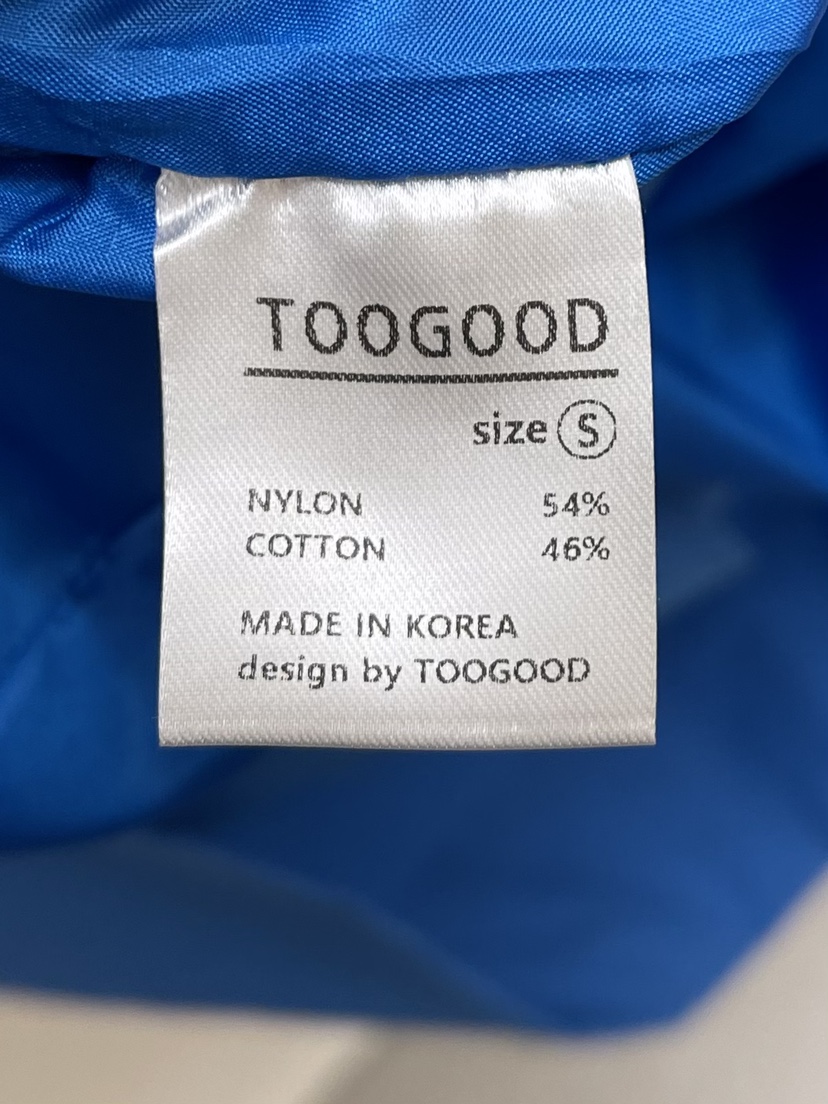 TOOGOOD
size S
NYLON 54%
COTTON 46%
MADE IN KOREA
design by TOOGOOD